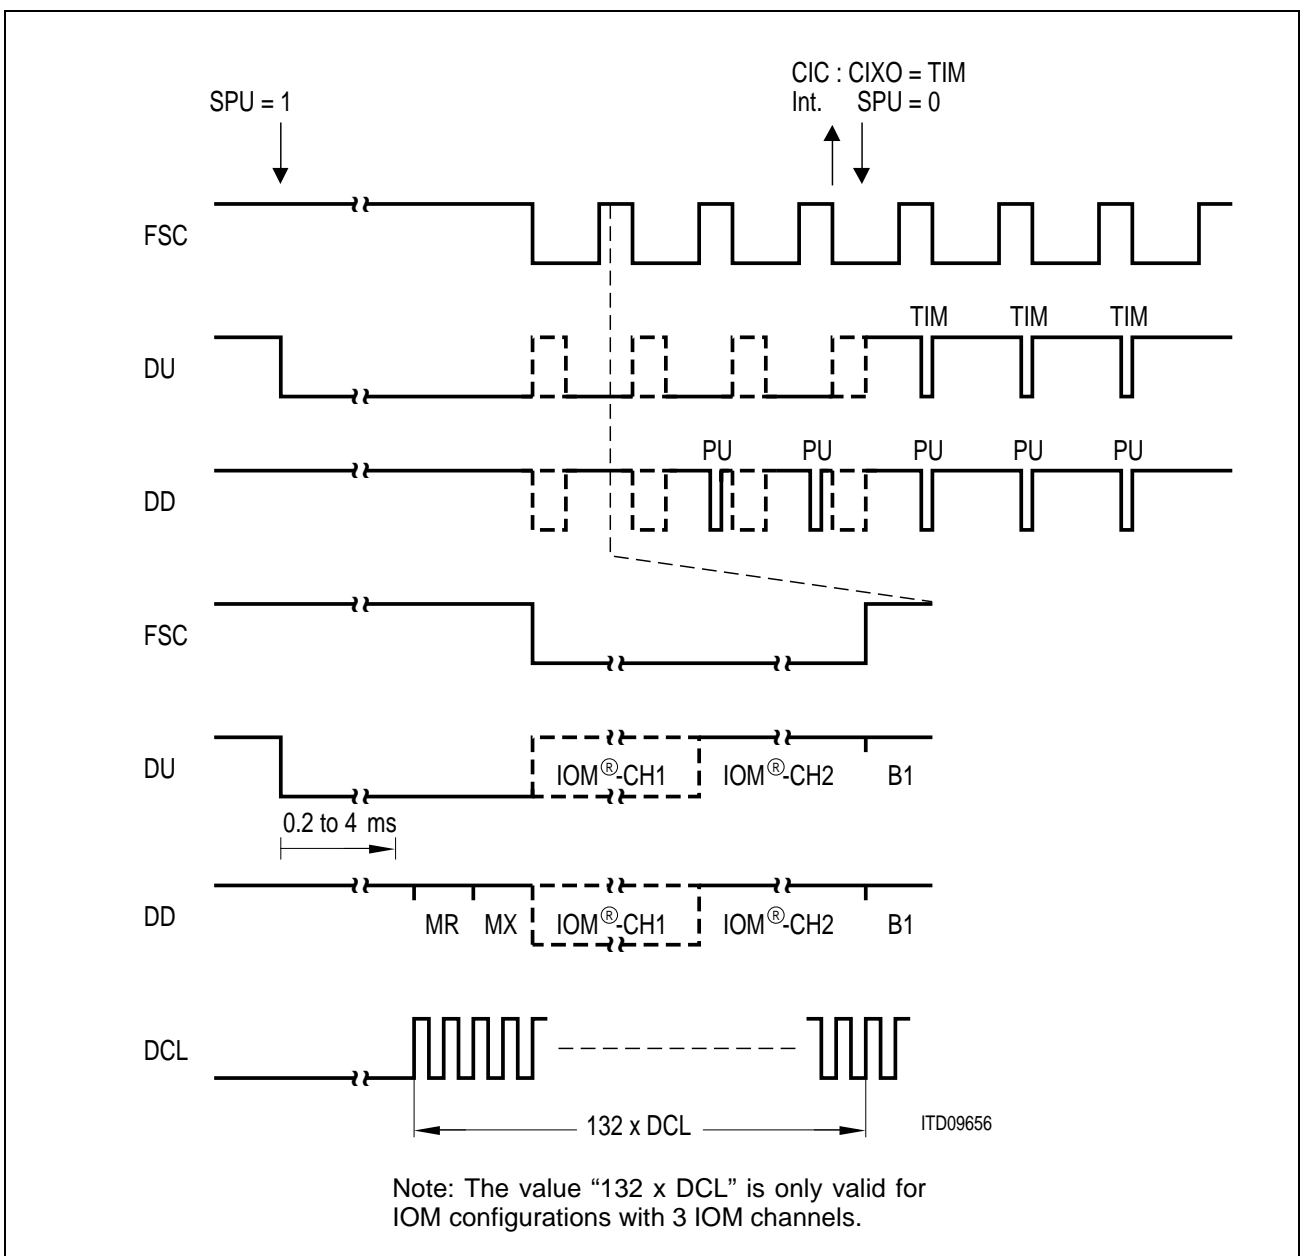 CIC : CIXO = TIM
SPU = 1
Int. SPU = 0
FSC
TIM TIM TIM
DU
PU PU PU PU PU
DD
FSC
DU
IOM®-CH1 IOM®-CH2 B1
0.2 to 4 ms
DD
MR MX IOM®-CH1 IOM®-CH2 B1
DCL
132 x DCL
ITD09656
Note: The value “132 x DCL” is only valid for
IOM configurations with 3 IOM channels.